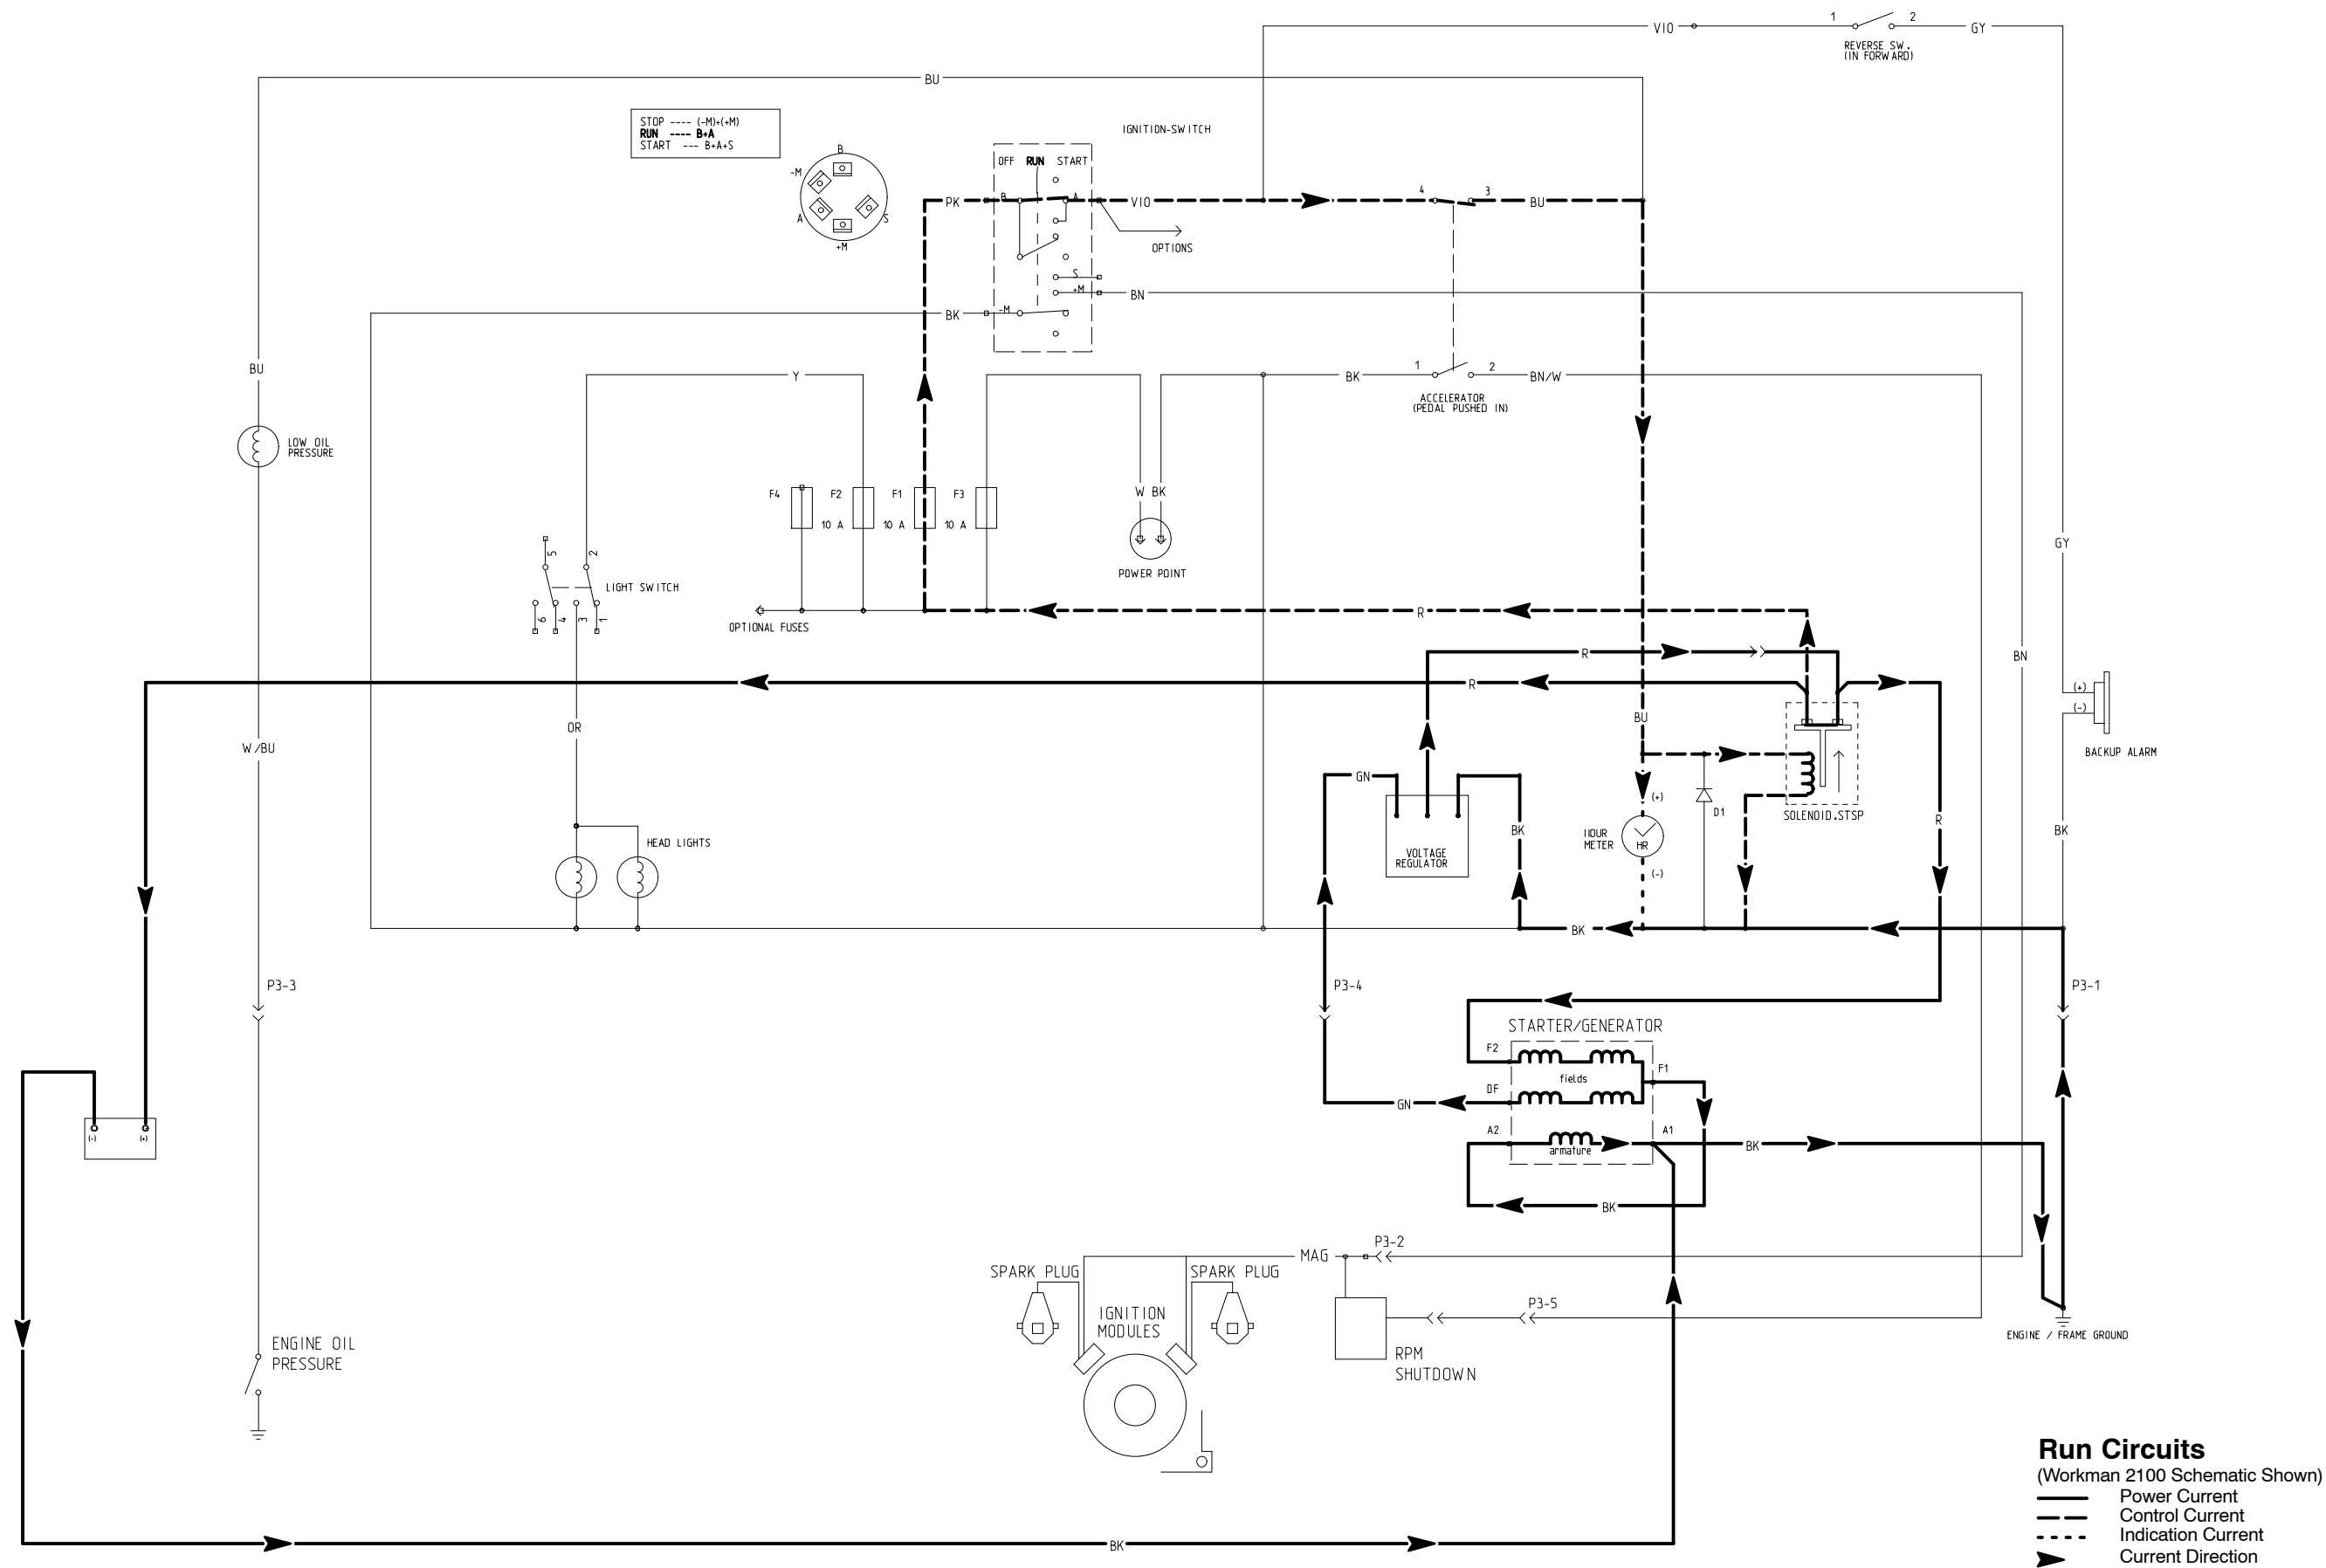 1 2
VIO GY
REVERSE SW.
(IN FORWARD)
BU
STOP ---- (-M)+(+M)
RUN ---- B+A
START --- B+A+S
IGNITION-SWITCH
B
-M
A S
+M
OFF RUN START
PK B A VIO
4 3
BU
OPTIONS
S
+M BN
BK -M
BU
Y
1 2
BK BN/W
ACCELERATOR
(PEDAL PUSHED IN)
LOW OIL
PRESSURE
F4 F2 F1 F3
10 A 10 A 10 A
W BK
POWER POINT
GY
5 2
LIGHT SWITCH
6 4 3 1
OPTIONAL FUSES
R
R
BN
R
(+)
(-)
BU
OR
W/BU
BACKUP ALARM
GN
(+)
D1
SOLENOID,STSP
R
BK
BK
HOUR
METER
HR
(-)
VOLTAGE
REGULATOR
HEAD LIGHTS
BK
P3-3
P3-4
P3-1
STARTER/GENERATOR
F2
F1
fields
DF
GN
A2 A1
armature
BK
(-) (+)
BK
MAG P3-2
SPARK PLUG SPARK PLUG
IGNITION
MODULES
P3-5
ENGINE / FRAME GROUND
ENGINE OIL
PRESSURE
RPM
SHUTDOWN
BK
Run Circuits
(Workman 2100 Schematic Shown)
Power Current
Control Current
Indication Current
Current Direction